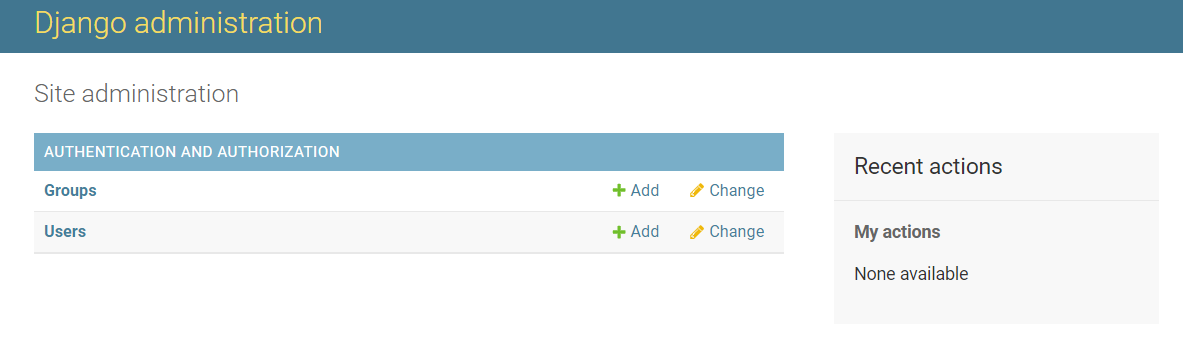 Django administration
Site administration
AUTHENTICATION AND AUTHORIZATION
Groups Add Change
Users Add Change
Recent actions
My actions
None available